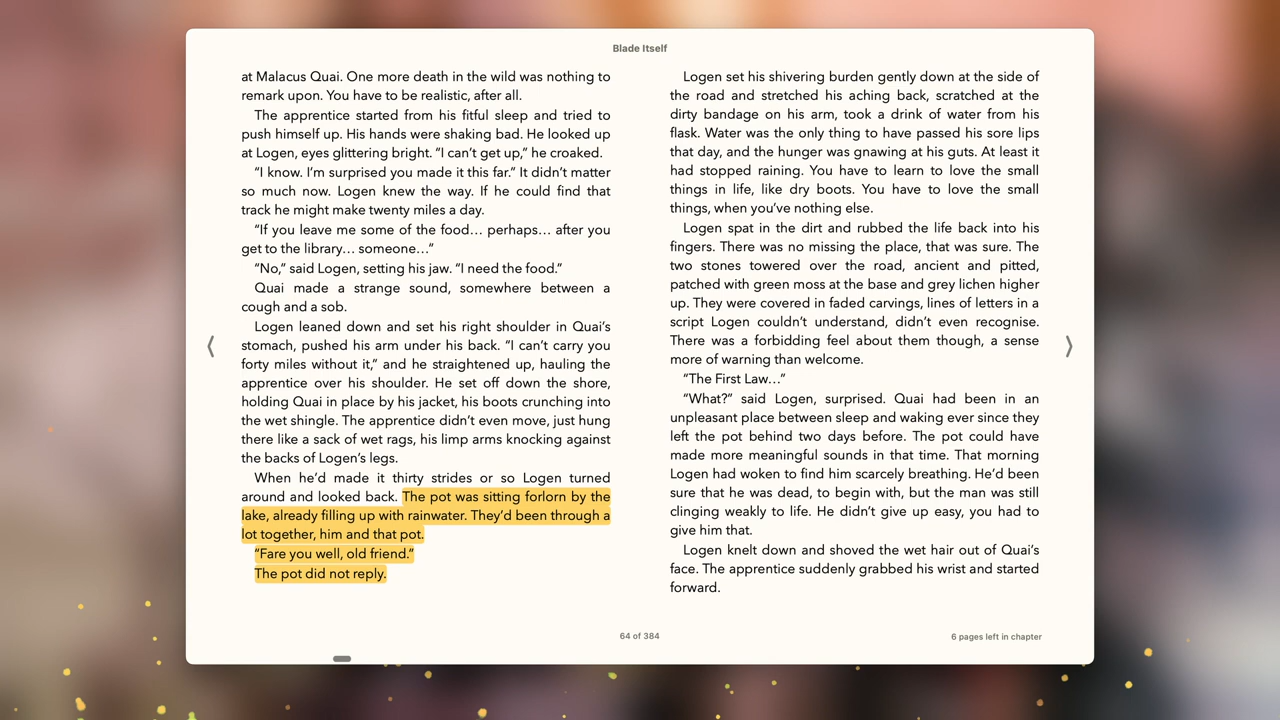 Blade Itself
at Malacus Quai. One more death in the wild was nothing to
remark upon. You have to be realistic, after all.
The apprentice started from his fitful sleep and tried to
push himself up. His hands were shaking bad. He looked up
at Logen, eyes glittering bright. “I can’t get up,” he croaked.
“I know. I’m surprised you made it this far.” It didn’t matter
so much now. Logen knew the way. If he could find that
track he might make twenty miles a day.
“If you leave me some of the food… perhaps… after you
get to the library… someone…”
“No,” said Logen, setting his jaw. “I need the food.”
Quai made a strange sound, somewhere between a
cough and a sob.
Logen leaned down and set his right shoulder in Quai’s
stomach, pushed his arm under his back. “I can’t carry you
forty miles without it,” and he straightened up, hauling the
apprentice over his shoulder. He set off down the shore,
holding Quai in place by his jacket, his boots crunching into
the wet shingle. The apprentice didn’t even move, just hung
there like a sack of wet rags, his limp arms knocking against
the backs of Logen’s legs.
When he’d made it thirty strides or so Logen turned
around and looked back. The pot was sitting forlorn by the
lake, already filling up with rainwater. They’d been through a
lot together, him and that pot.
“Fare you well, old friend.”
The pot did not reply.
Logen set his shivering burden gently down at the side of
the road and stretched his aching back, scratched at the
dirty bandage on his arm, took a drink of water from his
flask. Water was the only thing to have passed his sore lips
that day, and the hunger was gnawing at his guts. At least it
had stopped raining. You have to learn to love the small
things in life, like dry boots. You have to love the small
things, when you’ve nothing else.
Logen spat in the dirt and rubbed the life back into his
fingers. There was no missing the place, that was sure. The
two stones towered over the road, ancient and pitted,
patched with green moss at the base and grey lichen higher
up. They were covered in faded carvings, lines of letters in a
script Logen couldn’t understand, didn’t even recognise.
There was a forbidding feel about them though, a sense
more of warning than welcome.
“The First Law…”
“What?” said Logen, surprised. Quai had been in an
unpleasant place between sleep and waking ever since they
left the pot behind two days before. The pot could have
made more meaningful sounds in that time. That morning
Logen had woken to find him scarcely breathing. He’d been
sure that he was dead, to begin with, but the man was still
clinging weakly to life. He didn’t give up easy, you had to
give him that.
Logen knelt down and shoved the wet hair out of Quai’s
face. The apprentice suddenly grabbed his wrist and started
forward.
64 of 384
6 pages left in chapter